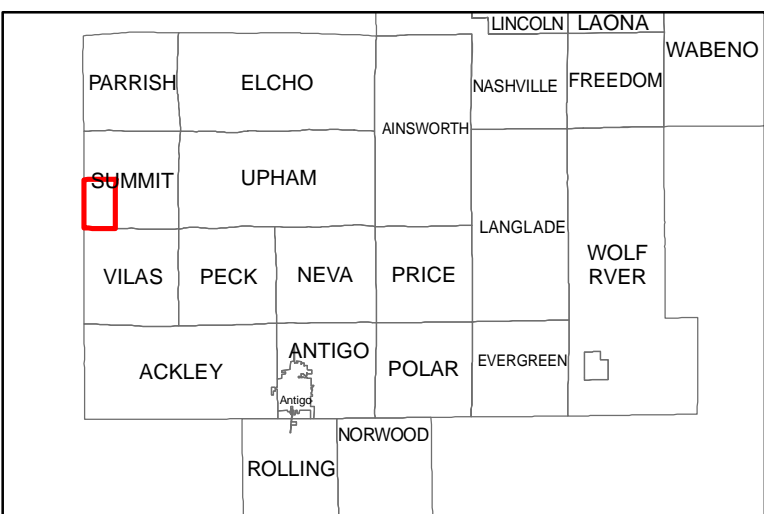 LINCOLN LAONA
WABENO
PARRISH ELCHO NASHVILLE FREEDOM
AINSWORTH
SUMMIT UPHAM
LANGLADE
WOLF
RVER
VILAS PECK NEVA PRICE
ANTIGO
ACKLEY POLAR EVERGREEN
Antigo
NORWOOD
ROLLING